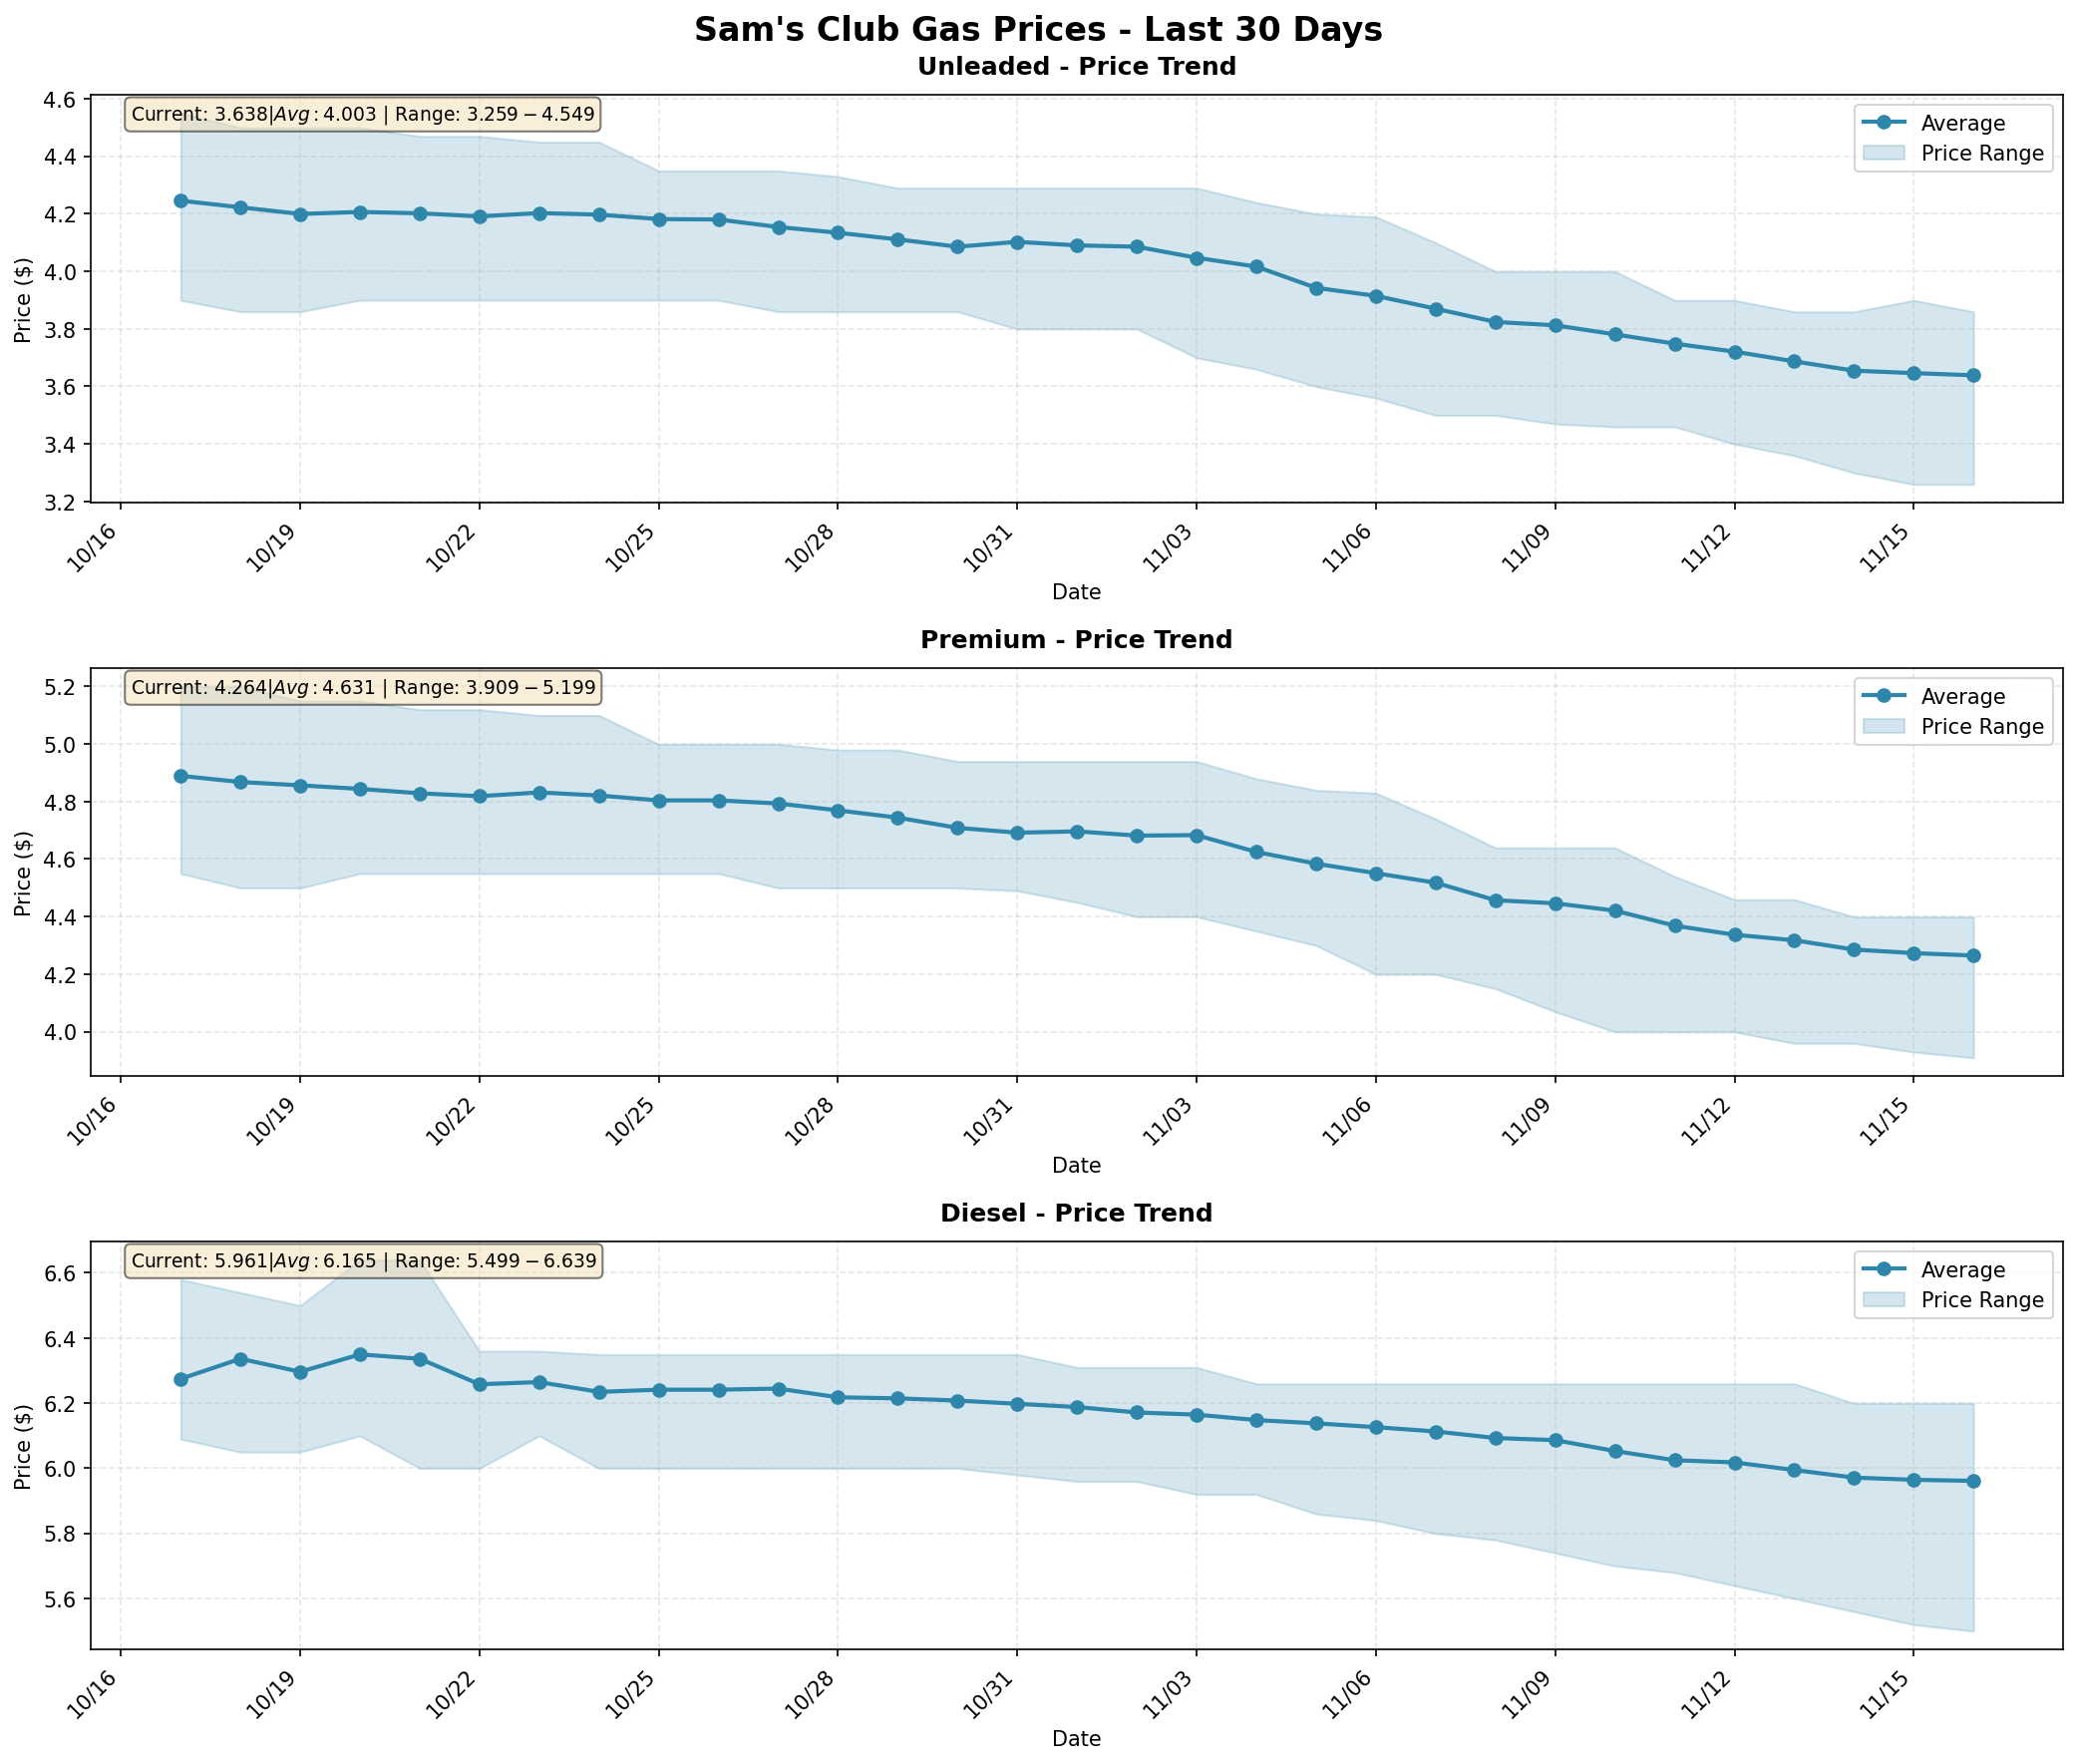 Sam's Club Gas Prices - Last 30 Days
Unleaded - Price Trend
Current: 3.638|Avg:4.003 | Range: 3.259−4.549
Average
Price Range
Price ($)
4.6
4.4
4.2
4.0
3.8
3.6
3.4
3.2
10/16 10/19 10/22 10/25 10/28 10/31 11/03 11/06 11/09 11/12 11/15
Date
Premium - Price Trend
Current: 4.264|Avg:4.631 | Range: 3.909−5.199
Average
Price Range
Price ($)
5.2
5.0
4.8
4.6
4.4
4.2
4.0
10/16 10/19 10/22 10/25 10/28 10/31 11/03 11/06 11/09 11/12 11/15
Date
Diesel - Price Trend
Current: 5.961|Avg:6.165 | Range: 5.499−6.639
Average
Price Range
Price ($)
6.6
6.4
6.2
6.0
5.8
5.6
10/16 10/19 10/22 10/25 10/28 10/31 11/03 11/06 11/09 11/12 11/15
Date